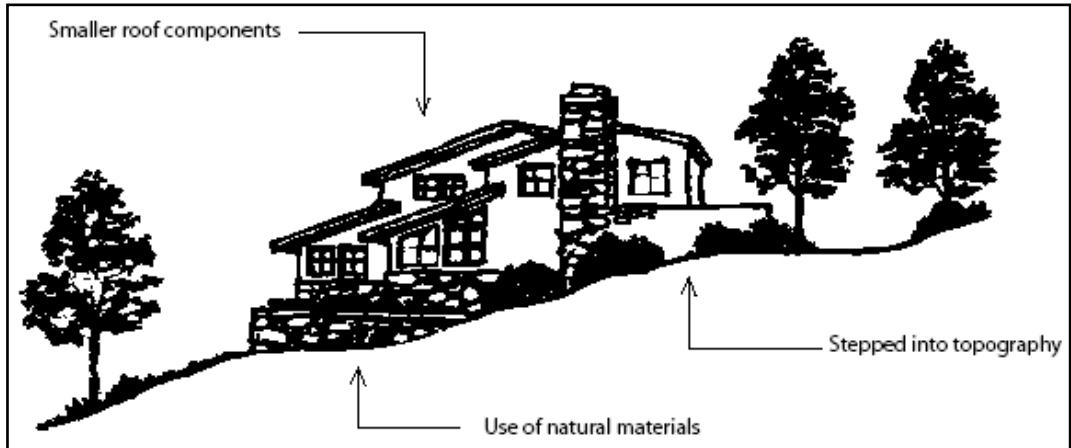 Smaller roof components
Stepped into topography
Use of natural materials